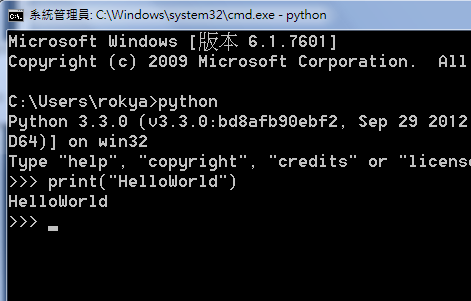 系統管理員: C:\Windows\system32\cmd.exe - python
Microsoft Windows [版本 6.1.7601]
Copyright (c) 2009 Microsoft Corporation.  All
C:\Users\rokya>python
Python 3.3.0 (v3.3.0:bd8afb90ebf2, Sep 29 2012
D64)] on win32
Type "help", "copyright", "credits" or "license
>>> print("HelloWorld")
HelloWorld
>>> _